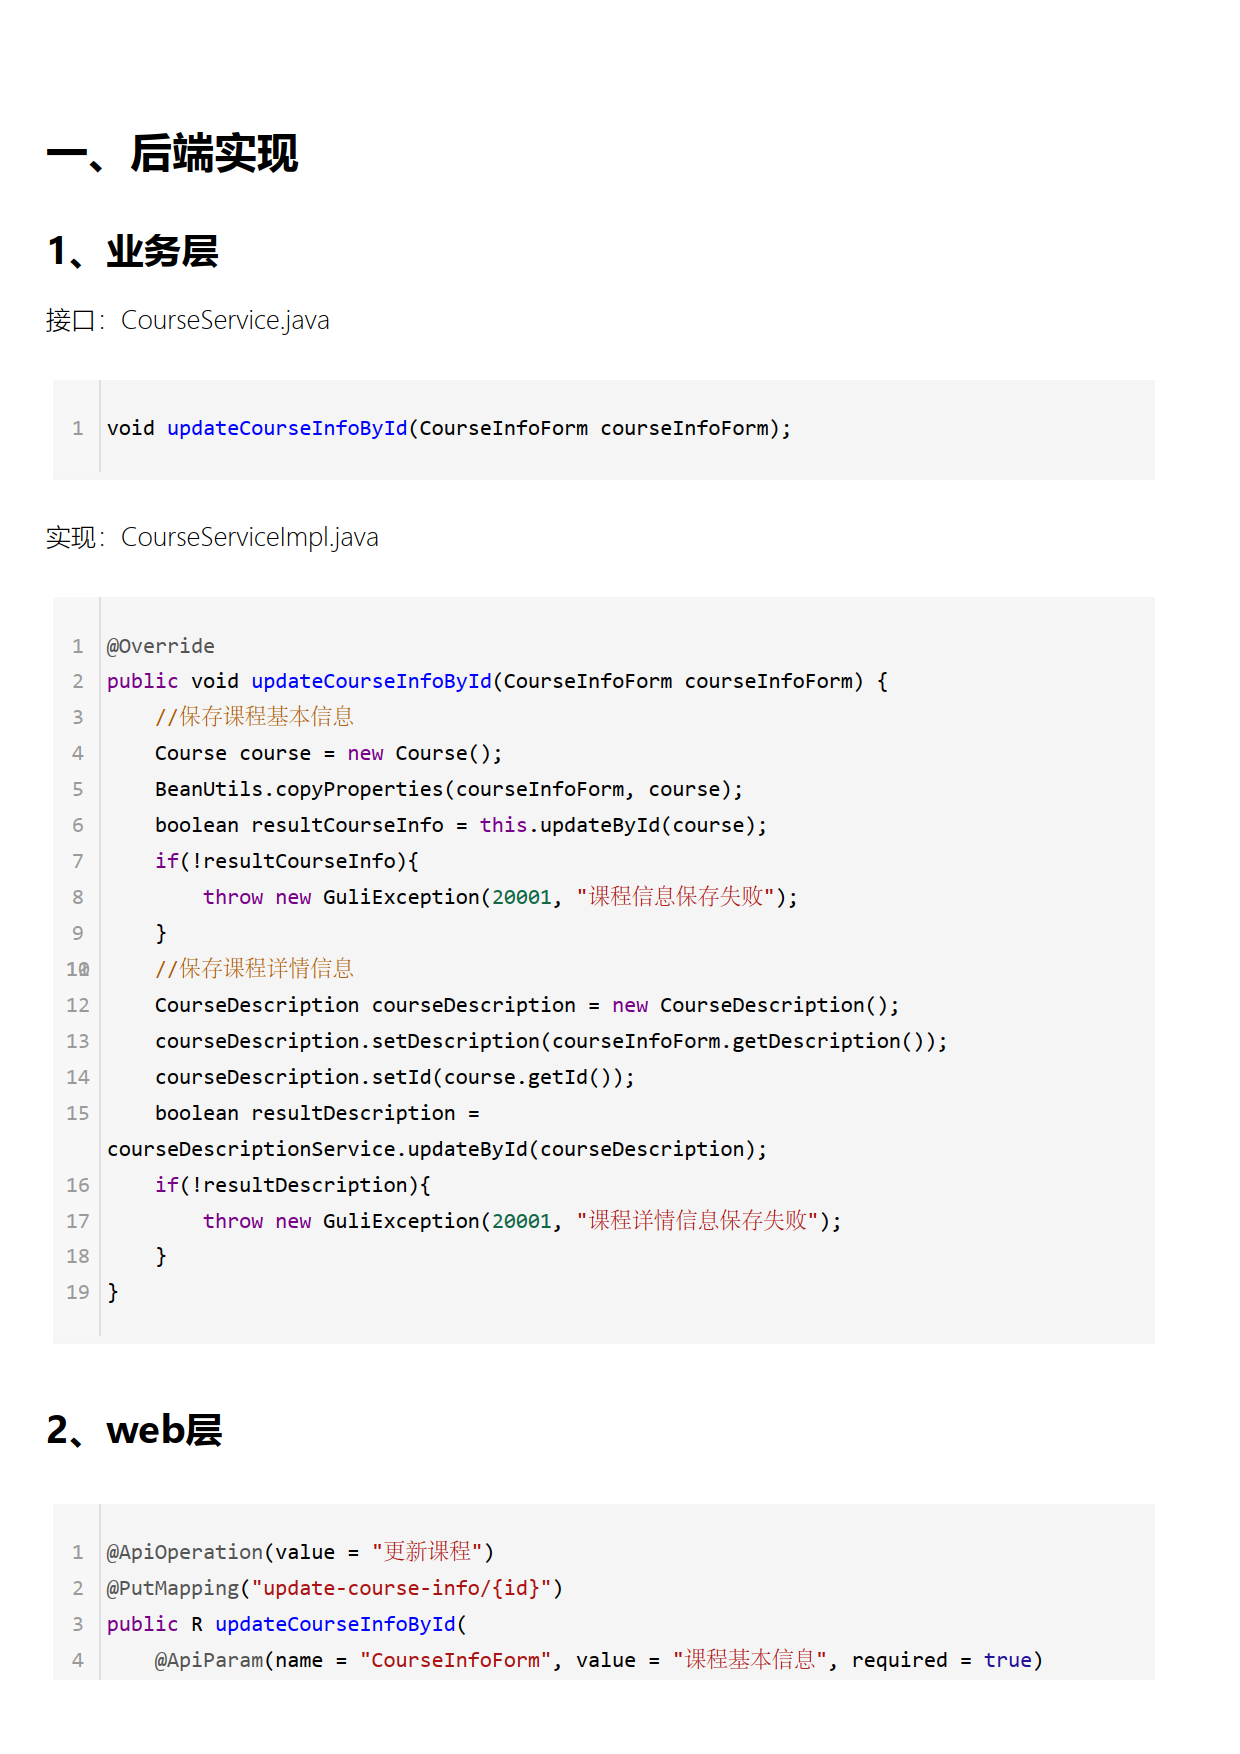 一、后端实现
1、业务层
接口：CourseService.java
1 void updateCourseInfoById(CourseInfoForm courseInfoForm);
实现：CourseServiceImpl.java
1 @Override
2 public void updateCourseInfoById(CourseInfoForm courseInfoForm) {
3     //保存课程基本信息
4     Course course = new Course();
5     BeanUtils.copyProperties(courseInfoForm, course);
6     boolean resultCourseInfo = this.updateById(course);
7     if(!resultCourseInfo){
8         throw new GuliException(20001, "课程信息保存失败");
9     }
    //保存课程详情信息
12     CourseDescription courseDescription = new CourseDescription();
13     courseDescription.setDescription(courseInfoForm.getDescription());
14     courseDescription.setId(course.getId());
15     boolean resultDescription =
courseDescriptionService.updateById(courseDescription);
16     if(!resultDescription){
17         throw new GuliException(20001, "课程详情信息保存失败");
18     }
19 }
2、web层
1 @ApiOperation(value = "更新课程")
2 @PutMapping("update-course-info/{id}")
3 public R updateCourseInfoById(
4     @ApiParam(name = "CourseInfoForm", value = "课程基本信息", required = true)